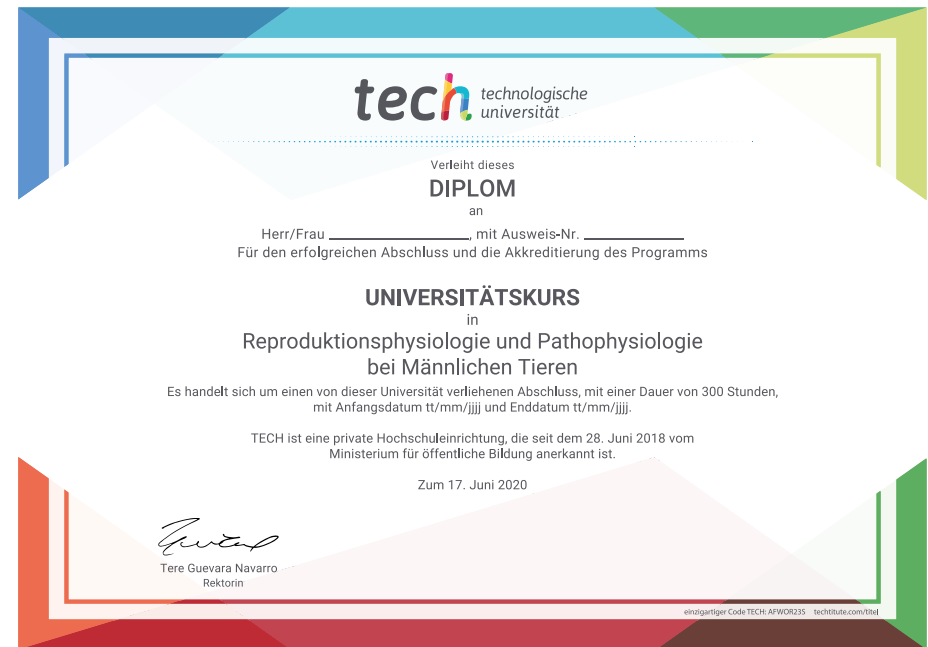 tech technologische
universität
Verleiht dieses
DIPLOM
an
Herr/Frau ____________________, mit Ausweis-Nr. ______________
Für den erfolgreichen Abschluss und die Akkreditierung des Programms
UNIVERSITÄTSKURS
in
Reproduktionsphysiologie und Pathophysiologie
bei Männlichen Tieren
Es handelt sich um einen von dieser Universität verliehenen Abschluss, mit einer Dauer von 300 Stunden,
mit Anfangsdatum tt/mm/jjjj und Enddatum tt/mm/jjjj.
TECH ist eine private Hochschuleinrichtung, die seit dem 28. Juni 2018 vom
Ministerium für öffentliche Bildung anerkannt ist.
Zum 17. Juni 2020
Tere Guevara Navarro
Rektorin
einzigartiger Code TECH: AFWOR235 techtitute.com/titel